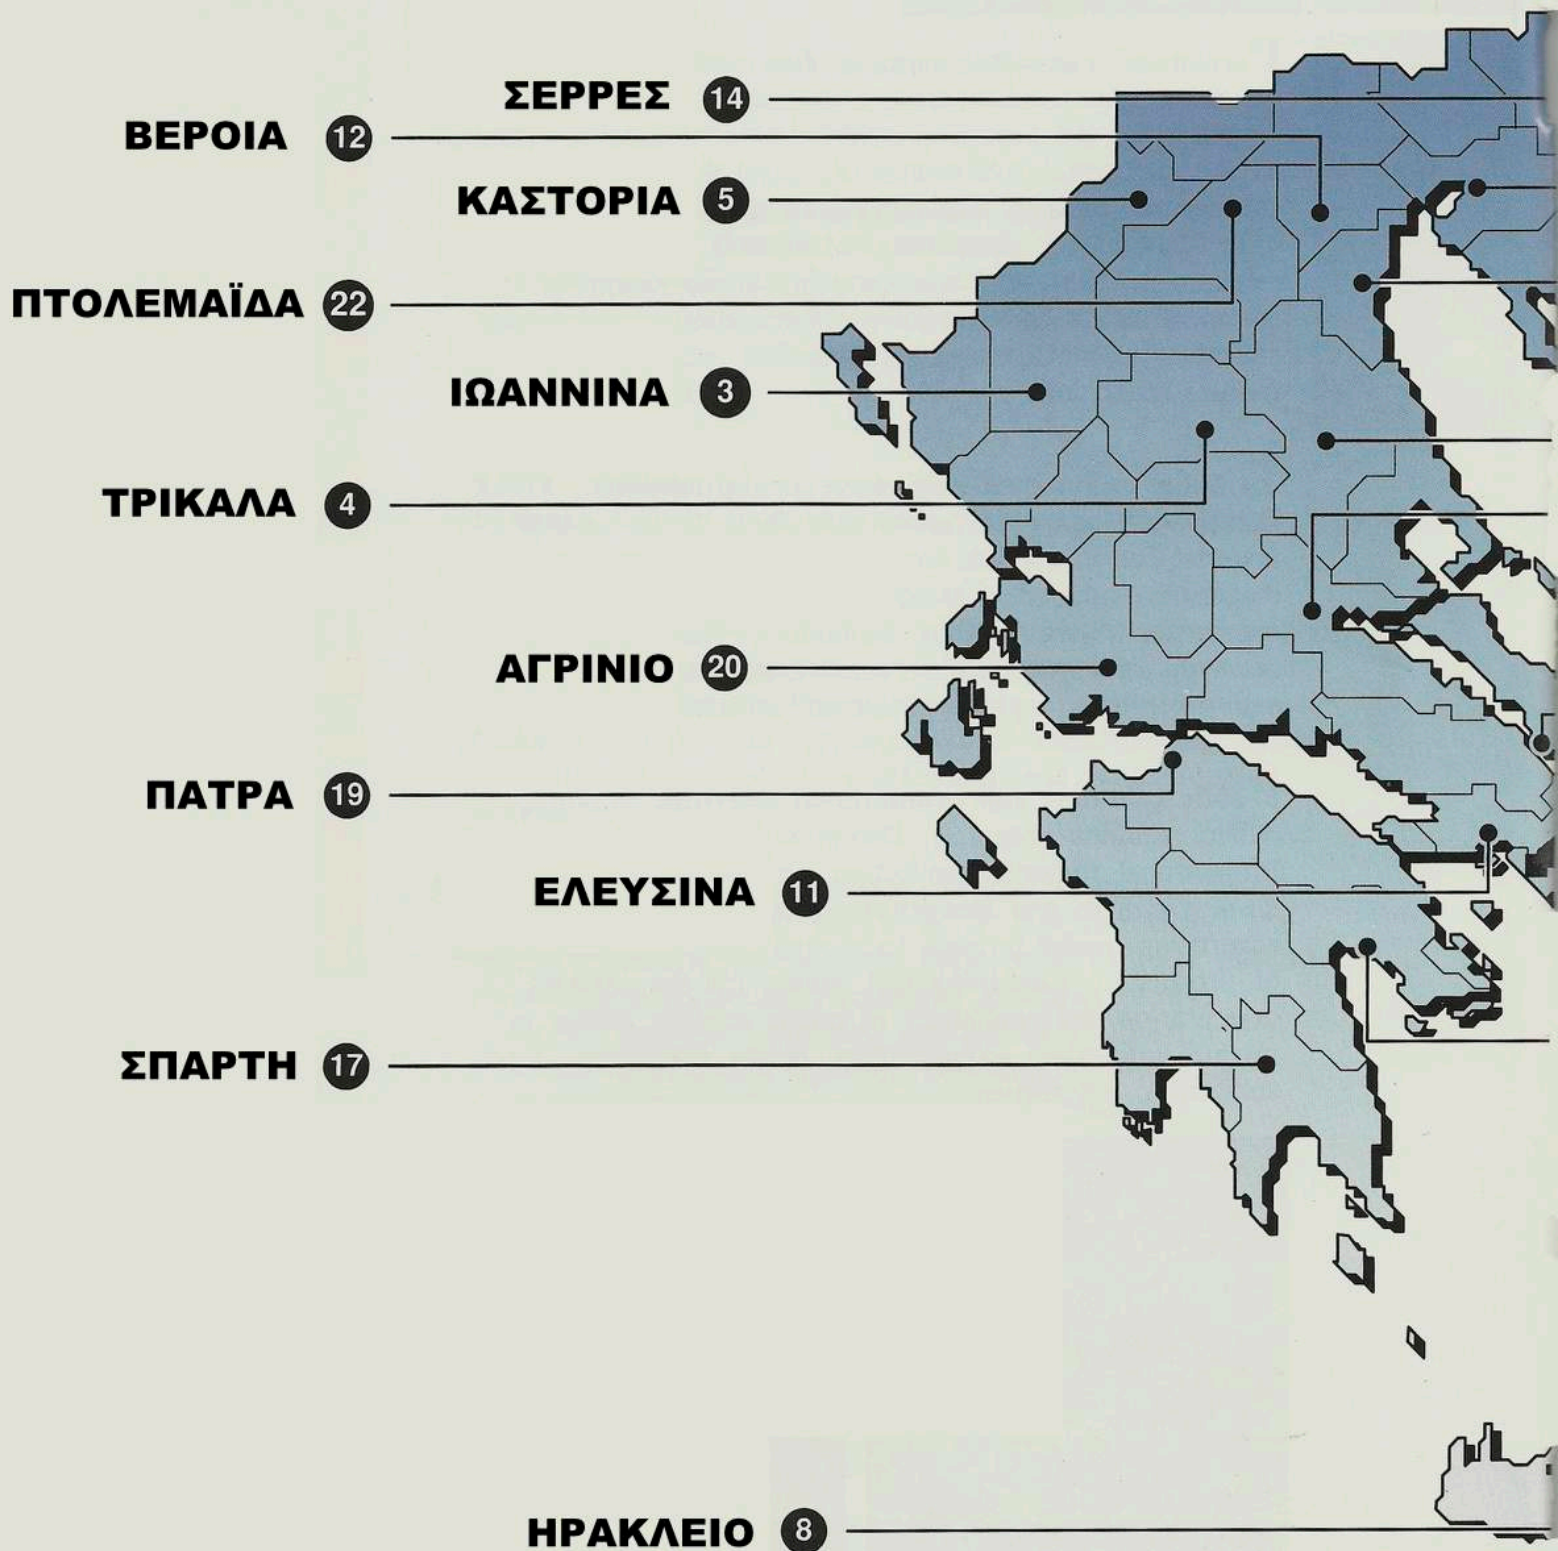 ΣΕΡΡΕΣ 14
ΒΕΡΟΙΑ 12
ΚΑΣΤΟΡΙΑ 5
ΠΤΟΛΕΜΑΪΔΑ 22
ΙΩΑΝΝΙΝΑ 3
ΤΡΙΚΑΛΑ 4
ΑΓΡΙΝΙΟ 20
ΠΑΤΡΑ 19
ΕΛΕΥΣΙΝΑ 11
ΣΠΑΡΤΗ 17
ΗΡΑΚΛΕΙΟ 8